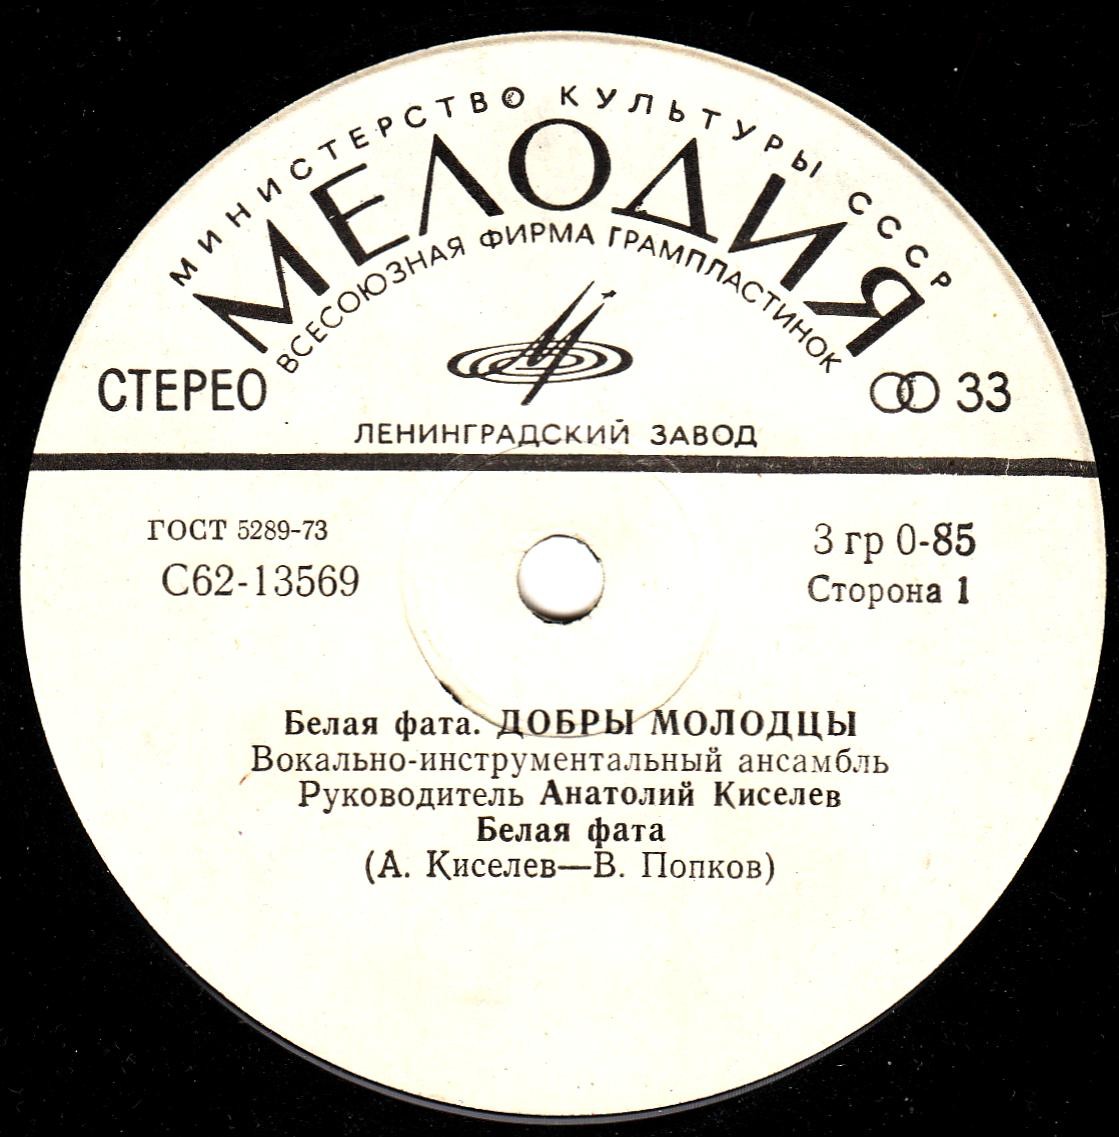 МИНИСТЕРСТВО КУЛЬТУРЫ СССР
МЕЛОДИЯ
ВСЕСОЮЗНАЯ ФИРМА ГРАМПЛАСТИНОК
СТЕРЕО
33
ЛЕНИНГРАДСКИЙ ЗАВОД
ГОСТ 5289-73
3 гр 0-85
С62-13569
Сторона 1
Белая фата. ДОБРЫ МОЛОДЦЫ
Вокально-инструментальный ансамбль
Руководитель Анатолий Киселев
Белая фата
(А. Киселев—В. Попков)